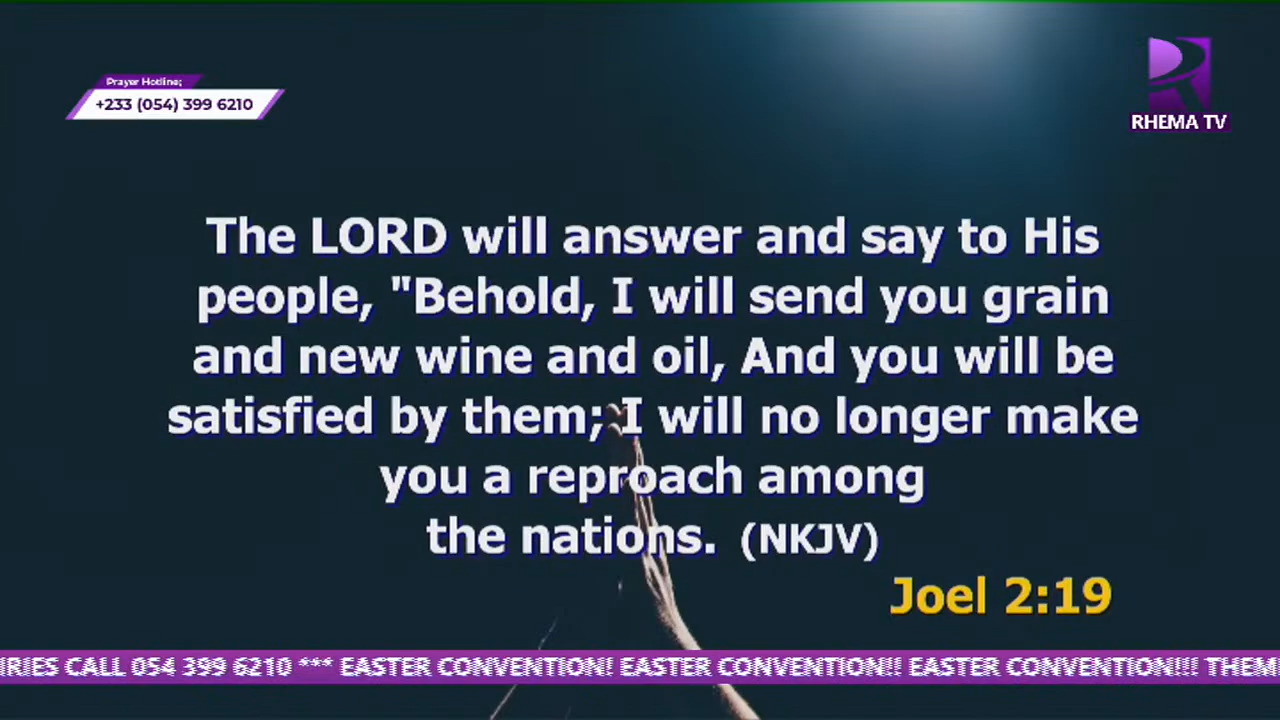 Prayer Hotline;
+233 (054) 399 6210
RHEMA TV
The LORD will answer and say to His
people, "Behold, I will send you grain
and new wine and oil, And you will be
satisfied by them; I will no longer make
you a reproach among
the nations. (NKJV)
Joel 2:19
IRIES CALL 054 399 6210 *** EASTER CONVENTION! EASTER CONVENTION!! EASTER CONVENTION!!! THEM